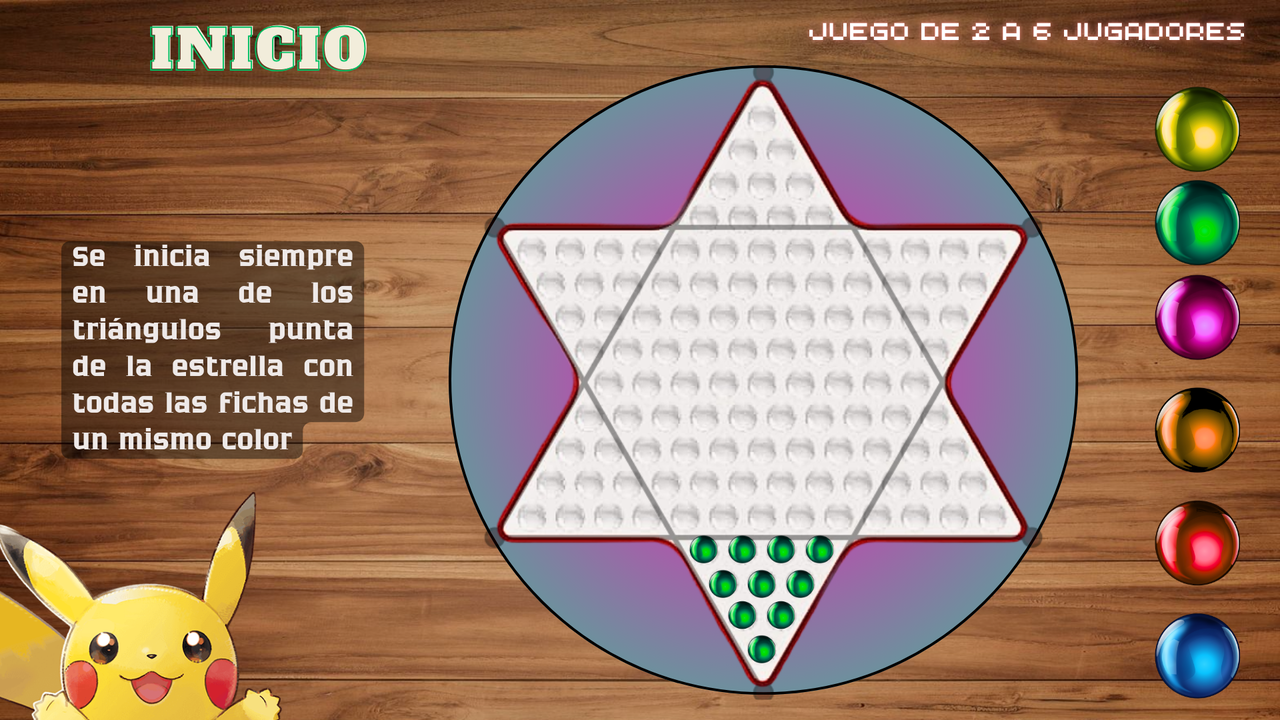 INICIO
JUEGO DE 2 A 6 JUGADORES
Se inicia siempre
en una de los
triángulos punta
de la estrella con
todas las fichas de
un mismo color